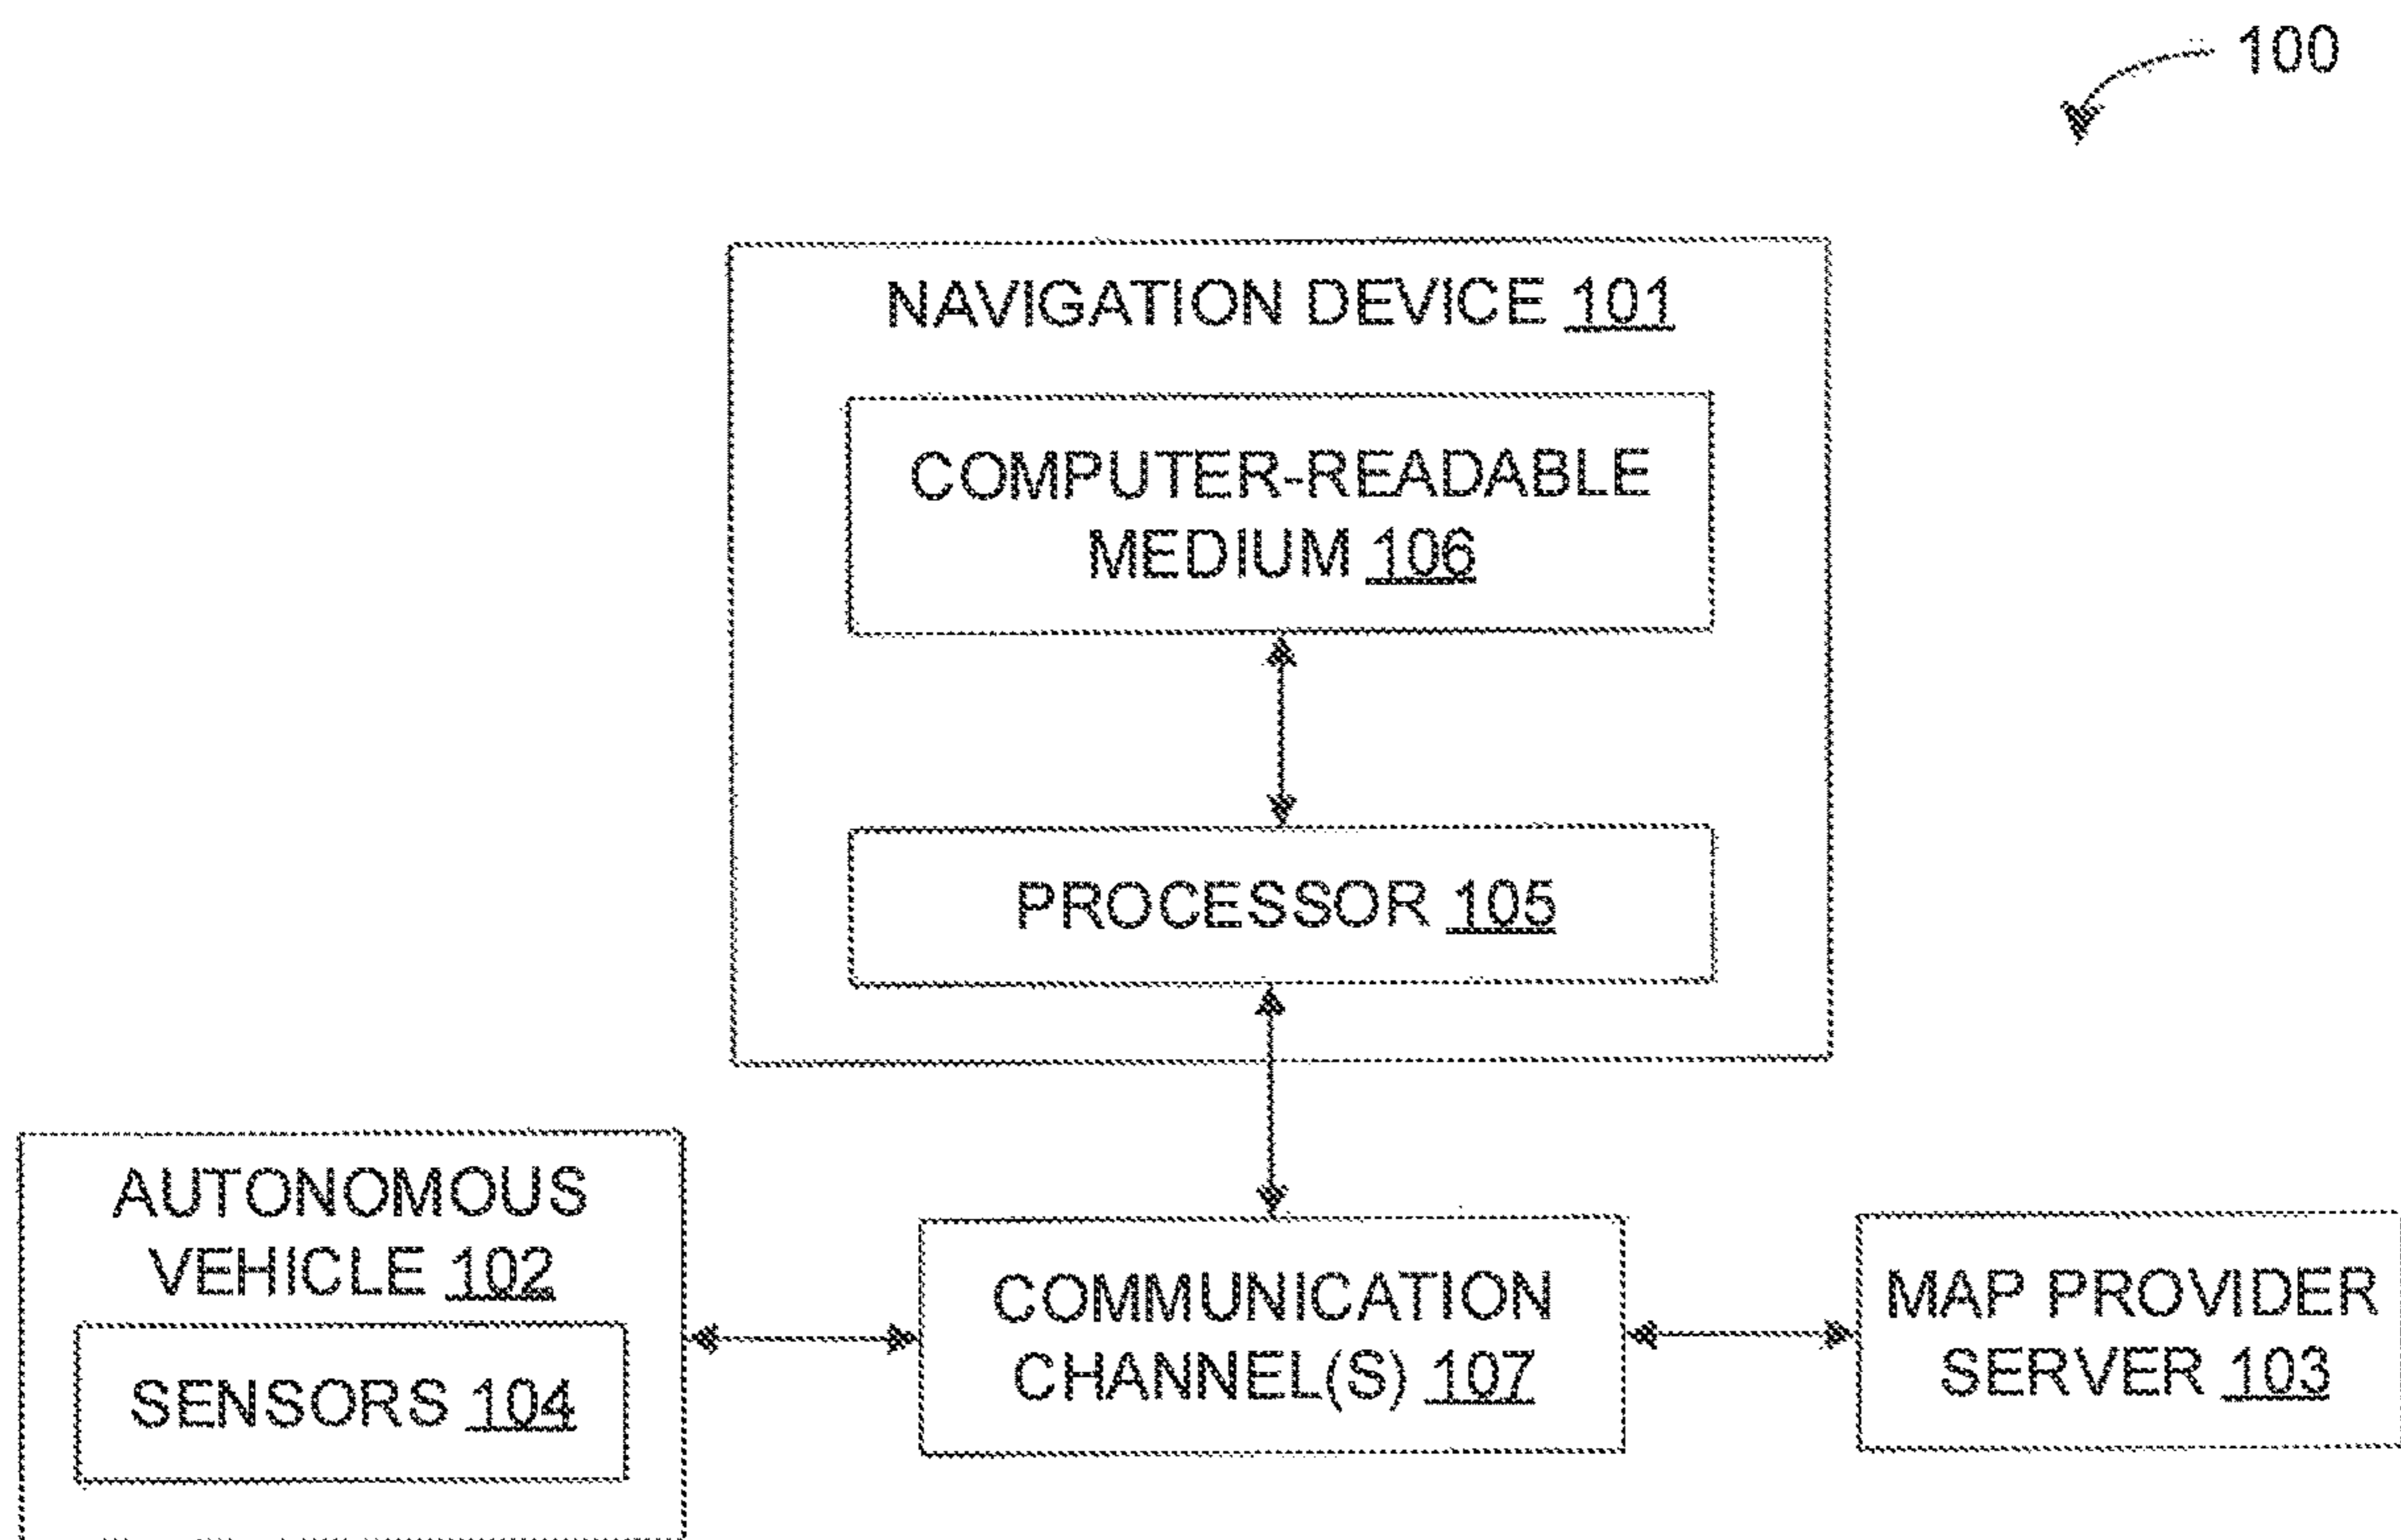 100
NAVIGATION DEVICE 101
COMPUTER-READABLE
MEDIUM 106
PROCESSOR 105
AUTONOMOUS
VEHICLE 102
SENSORS 104
COMMUNICATION
CHANNEL(S) 107
MAP PROVIDER
SERVER 103